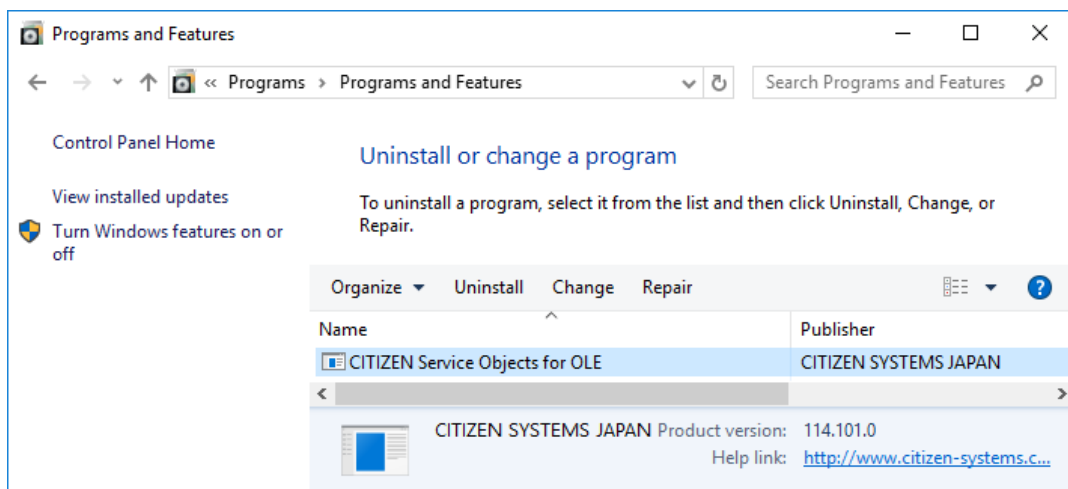 Programs and Features
« Programs > Programs and Features
Search Programs and Features
Control Panel Home
View installed updates
Turn Windows features on or
off
Uninstall or change a program
To uninstall a program, select it from the list and then click Uninstall, Change, or
Repair.
Organize Uninstall Change Repair
?
Name Publisher
CITIZEN Service Objects for OLE CITIZEN SYSTEMS JAPAN
CITIZEN SYSTEMS JAPAN Product version: 114.101.0
Help link: http://www.citizen-systems.c...